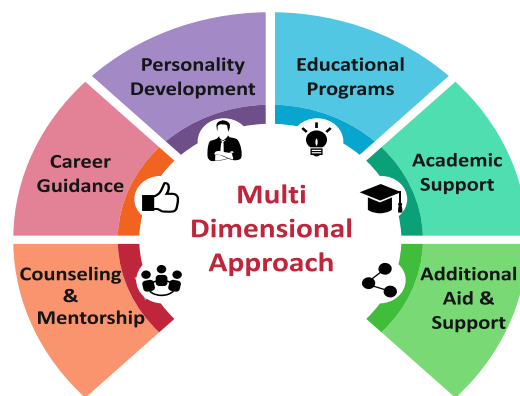 Personality
Development
Educational
Programs
Career
Guidance
Academic
Support
Multi
Dimensional
Approach
Counseling
&
Mentorship
Additional
Aid &
Support